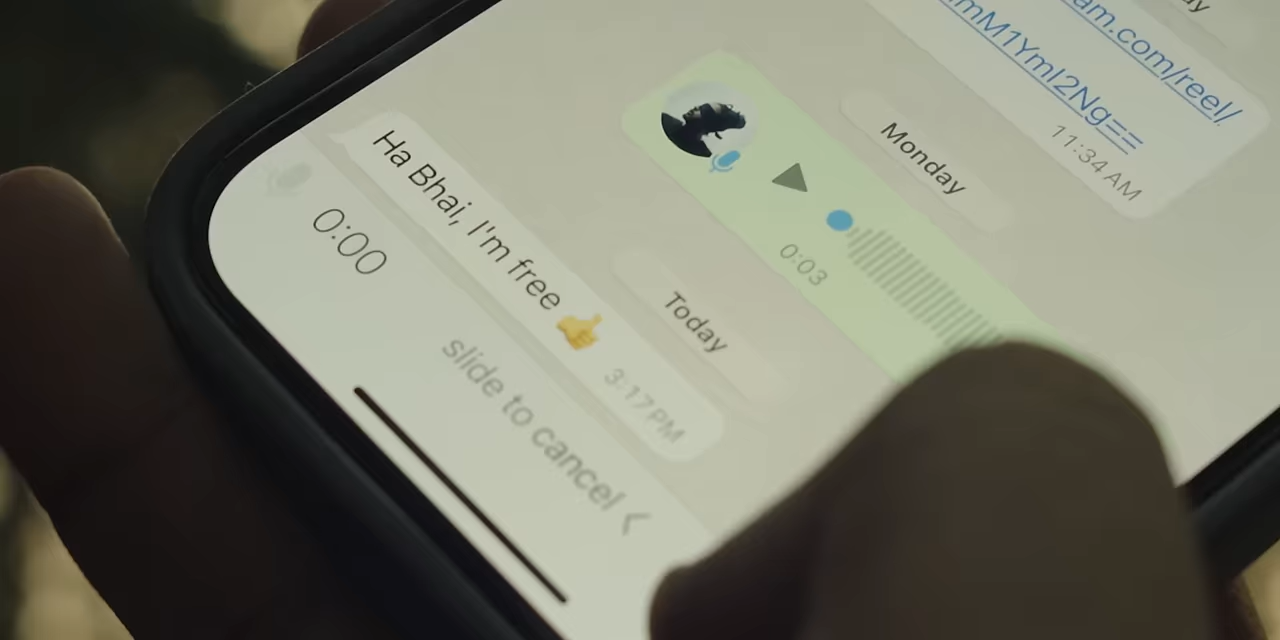 am.com/reel/
mM1YmI2Ng==
11:34 AM
Monday
0:03
Today
Ha Bhai, I'm free 👍
3:17 PM
0:00
slide to cancel <